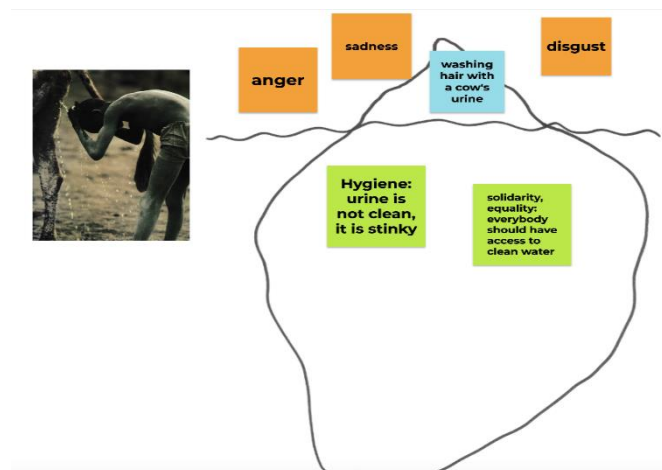 anger
sadness
washing
hair with
a cow's
urine
disgust
Hygiene:
urine is
not clean,
it is stinky
solidarity,
equality:
everybody
should have
access to
clean water